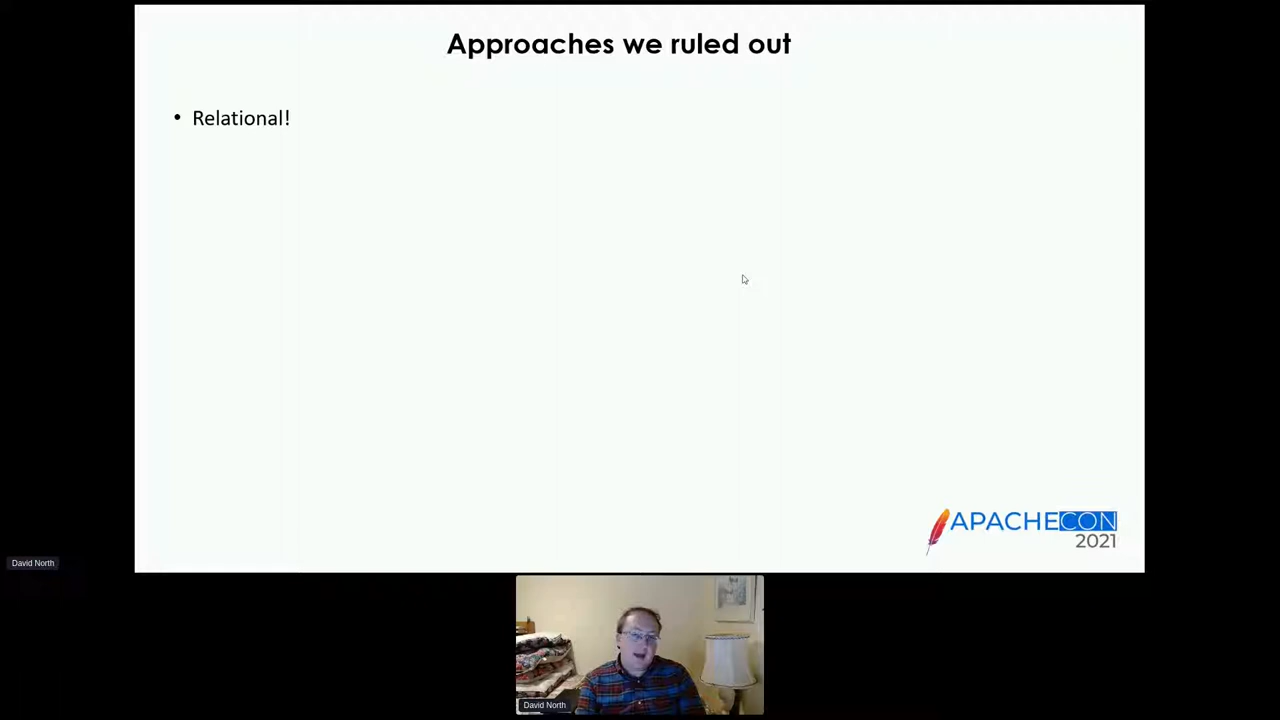 Approaches we ruled out
• Relational!
APACHECON
2021
David North
David North